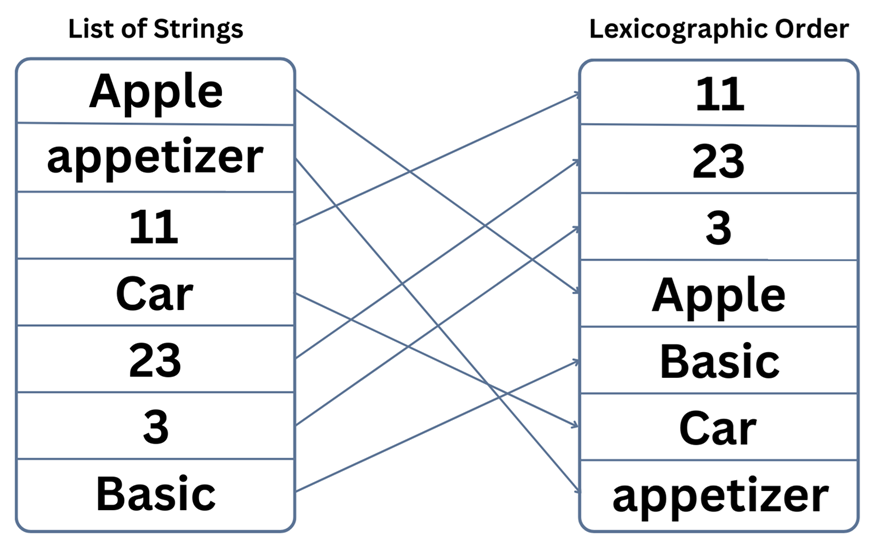 List of Strings
Apple
appetizer
11
Car
23
3
Basic
Lexicographic Order
11
23
3
Apple
Basic
Car
appetizer